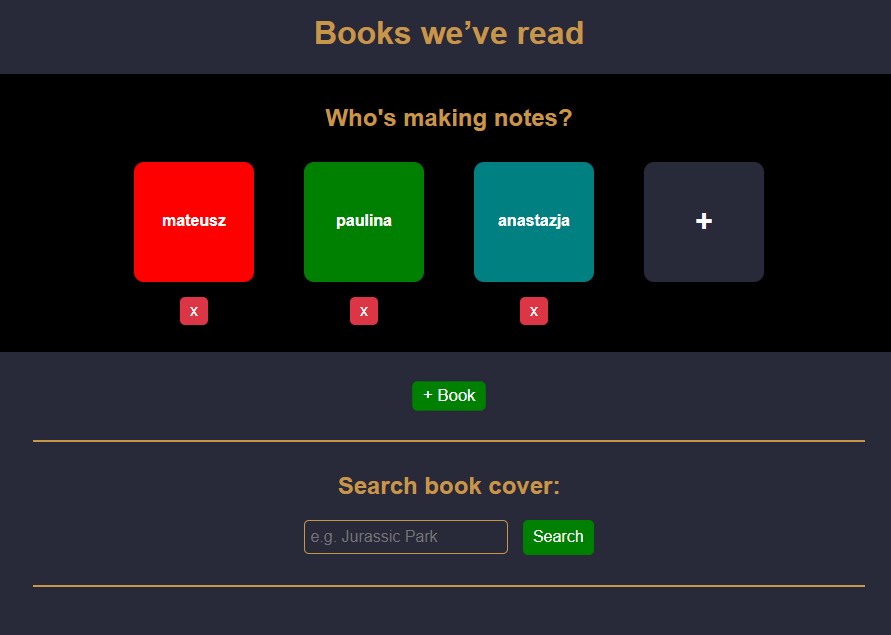 Books we’ve read
Who's making notes?
mateusz paulina anastazja +
X X X
+ Book
Search book cover:
e.g. Jurassic Park Search